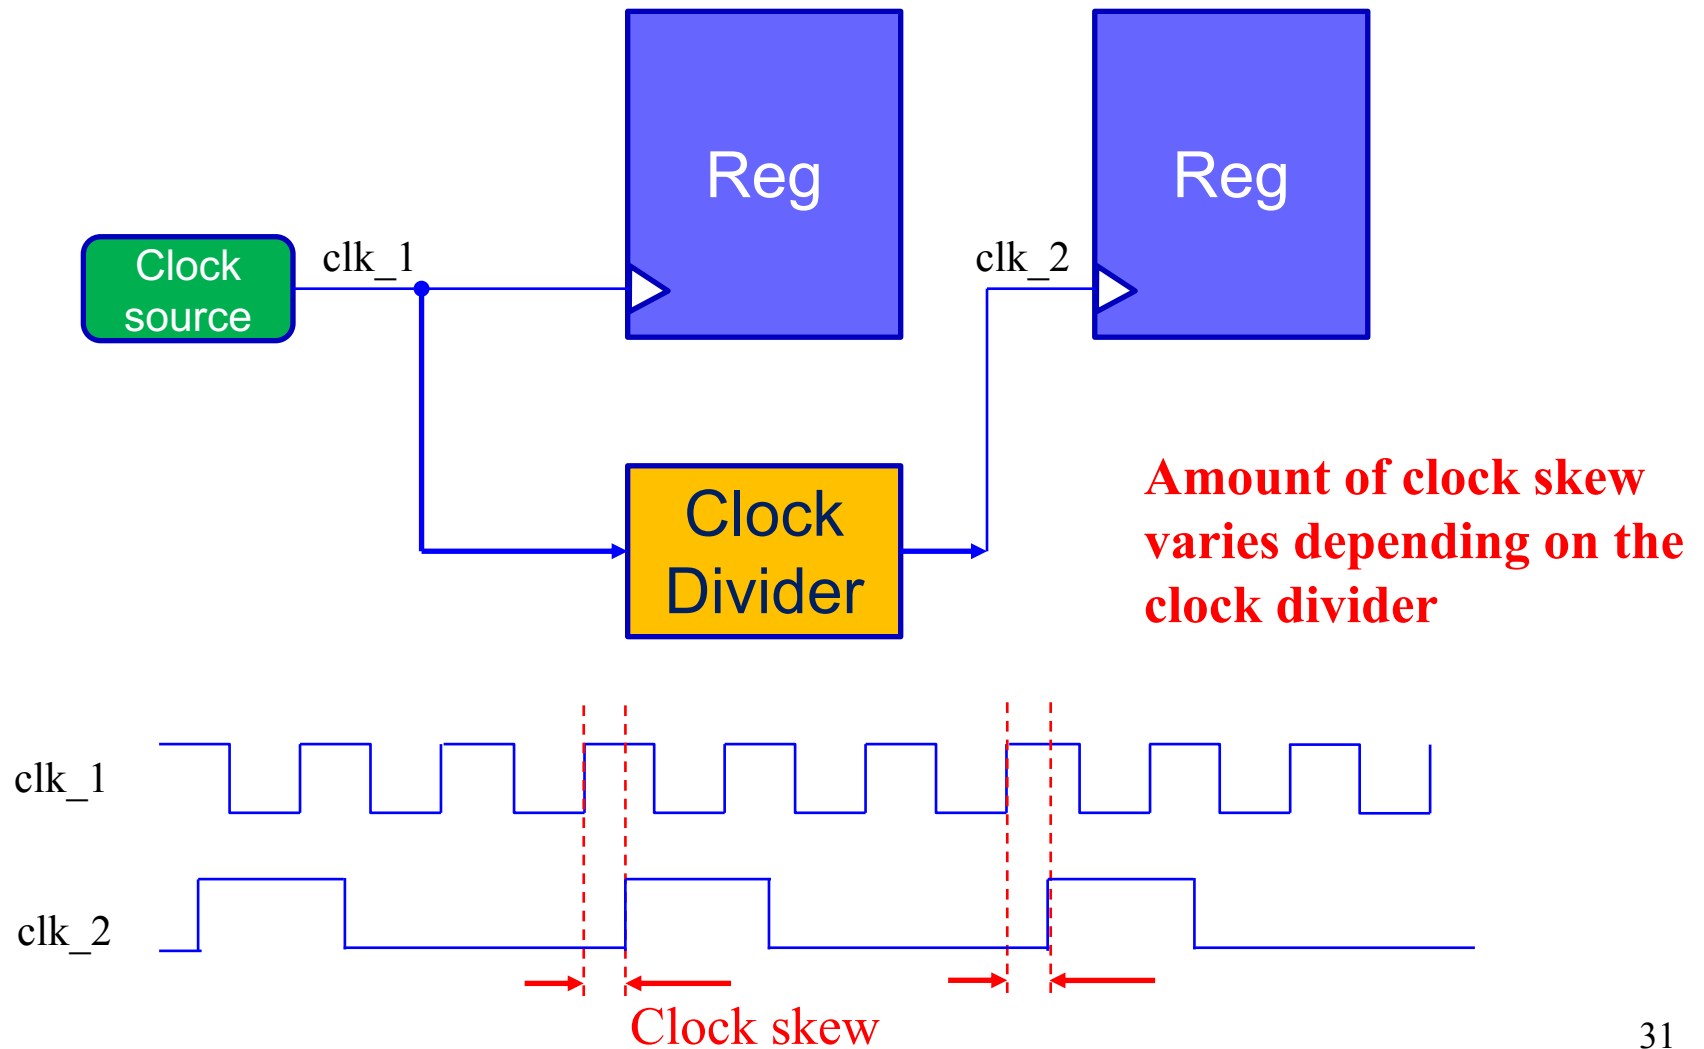 Reg
Reg
Clock
source
clk_1
clk_2
Clock
Divider
Amount of clock skew
varies depending on the
clock divider
clk_1
clk_2
Clock skew
31